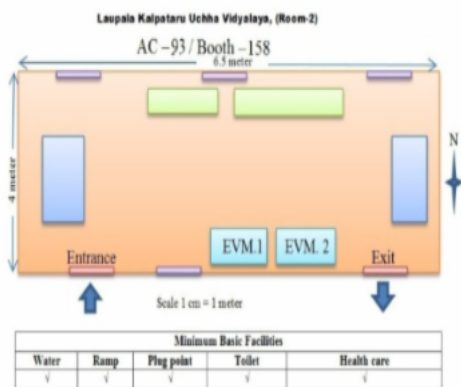 Laupala Kalpataru Uchha Vidyalaya, (Room-2)
AC –93 / Booth –158
6.5 meter
4 meter
N
EVM.1 EVM. 2
Entrance Exit
Scale 1 cm = 1 meter
Minimum Basic Facilities
Water Ramp Plug point Toilet Health care
√ √ √ √ √